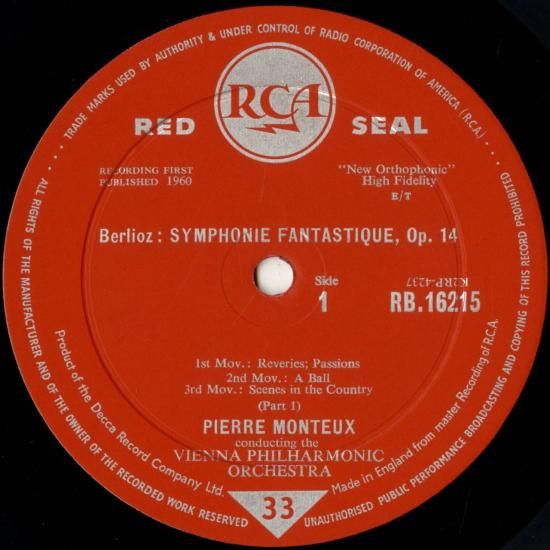 TRADE MARKS USED BY AUTHORITY & UNDER CONTROL OF RADIO CORPORATION OF AMERICA (R.C.A.)
RCA
RED SEAL
RECORDING FIRST
PUBLISHED 1960
"New Orthophonic"
High Fidelity
E/T
Berlioz : SYMPHONIE FANTASTIQUE, Op. 14
Side
1
K2RP-4237
RB.16215
1st Mov.: Reveries; Passions
2nd Mov.: A Ball
3rd Mov.: Scenes in the Country
(Part 1)
PIERRE MONTEUX
conducting the
VIENNA PHILHARMONIC
ORCHESTRA
Product of the Decca Record Company Ltd.
Made in England from master Recording of R.C.A.
33
ALL RIGHTS OF THE MANUFACTURER AND OF THE OWNER OF THE RECORDED WORK RESERVED
UNAUTHORISED PUBLIC PERFORMANCE BROADCASTING AND COPYING OF THIS RECORD PROHIBITED